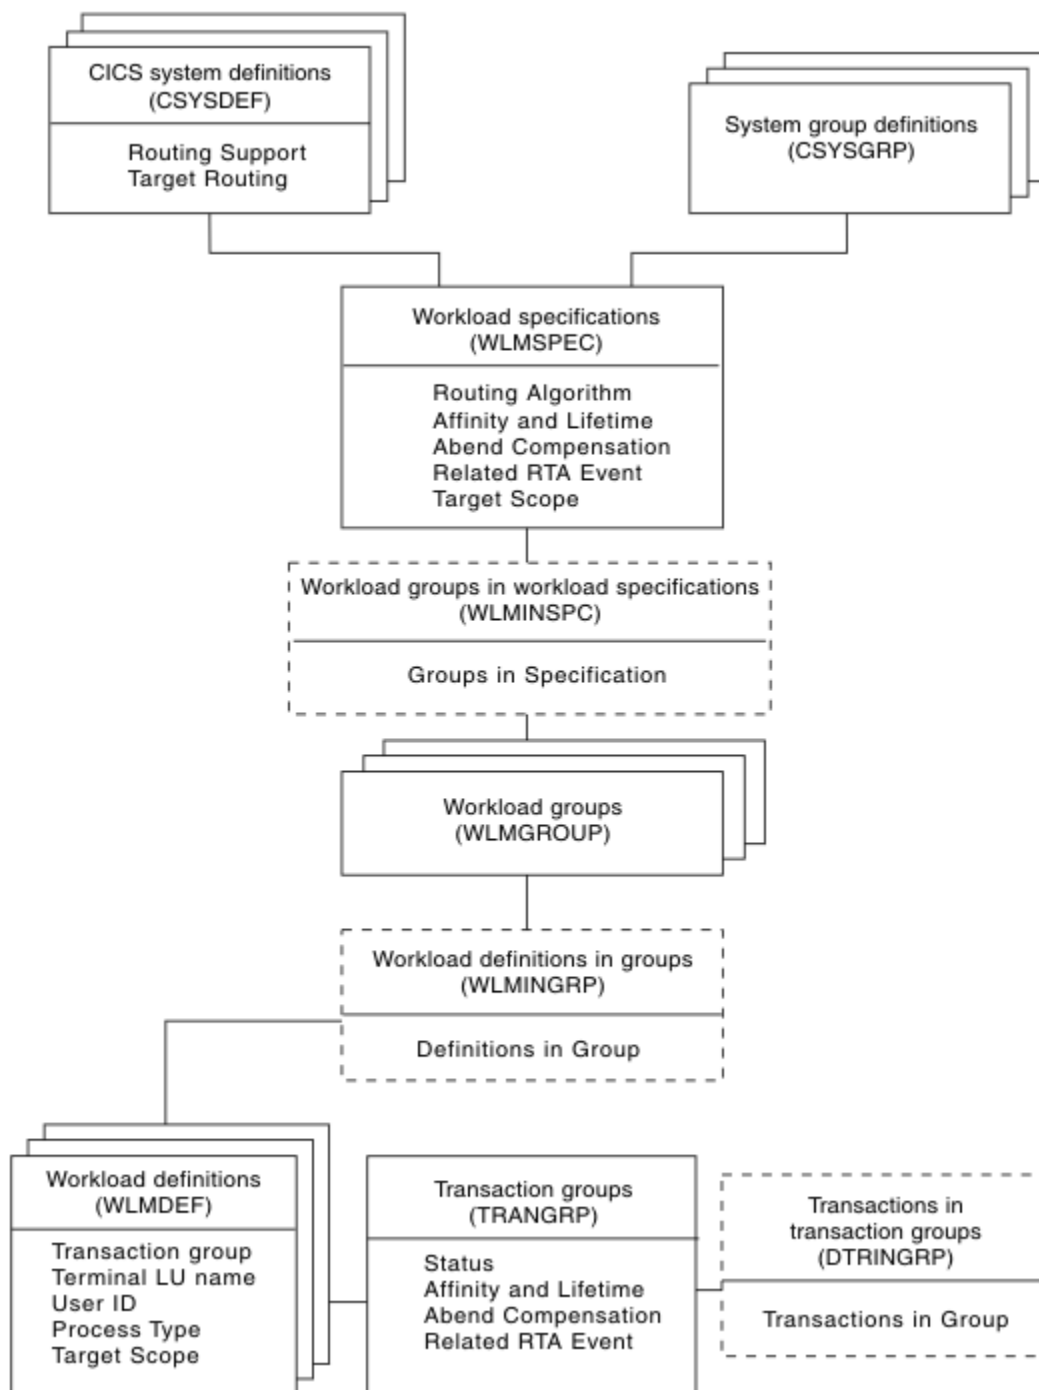 CICS system definitions
(CSYSDEF)
Routing Support
Target Routing
System group definitions
(CSYSGRP)
Workload specifications
(WLMSPEC)
Routing Algorithm
Affinity and Lifetime
Abend Compensation
Related RTA Event
Target Scope
Workload groups in workload specifications
(WLMINSPC)
Groups in Specification
Workload groups
(WLMGROUP)
Workload definitions in groups
(WLMINGRP)
Definitions in Group
Workload definitions
(WLMDEF)
Transaction group
Terminal LU name
User ID
Process Type
Target Scope
Transaction groups
(TRANGRP)
Status
Affinity and Lifetime
Abend Compensation
Related RTA Event
Transactions in
transaction groups
(DTRINGRP)
Transactions in Group